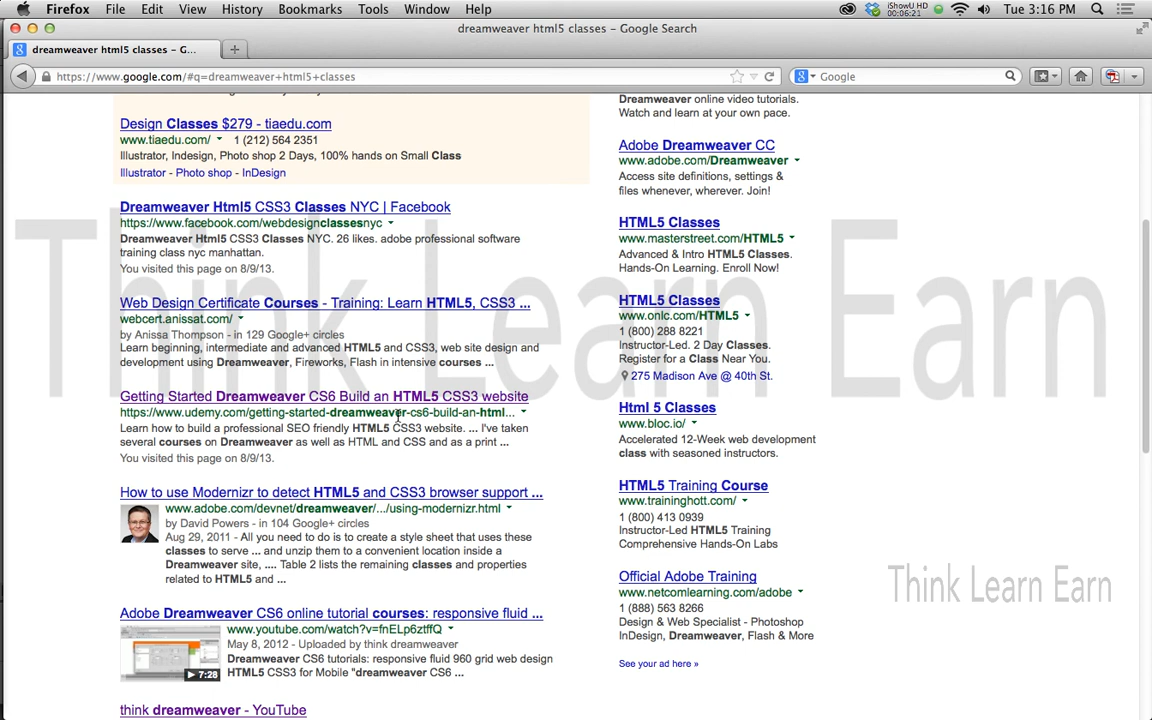 Firefox File Edit View History Bookmarks Tools Window Help
iShowU HD
00:06:21
Tue 3:16 PM
dreamweaver html5 classes – Google Search
dreamweaver html5 classes – G...
https://www.google.com/#q=dreamweaver+html5+classes
Google
Design Classes $279 - tiaedu.com
www.tiaedu.com/ 1 (212) 564 2351
Illustrator, Indesign, Photo shop 2 Days, 100% hands on Small Class
Illustrator - Photo shop - InDesign
Dreamweaver Html5 CSS3 Classes NYC | Facebook
https://www.facebook.com/webdesignclassesnyc
Dreamweaver Html5 CSS3 Classes NYC. 26 likes. adobe professional software
training class nyc manhattan.
You visited this page on 8/9/13.
Web Design Certificate Courses - Training: Learn HTML5, CSS3 ...
webcert.anissat.com/
by Anissa Thompson - in 129 Google+ circles
Learn beginning, intermediate and advanced HTML5 and CSS3, web site design and
development using Dreamweaver, Fireworks, Flash in intensive courses ...
Getting Started Dreamweaver CS6 Build an HTML5 CSS3 website
https://www.udemy.com/getting-started-dreamweaver-cs6-build-an-html...
Learn how to build a professional SEO friendly HTML5 CSS3 website. ... I've taken
several courses on Dreamweaver as well as HTML and CSS and as a print ...
You visited this page on 8/9/13.
How to use Modernizr to detect HTML5 and CSS3 browser support ...
www.adobe.com/devnet/dreamweaver/.../using-modernizr.html
by David Powers - in 104 Google+ circles
Aug 29, 2011 - All you need to do is to create a style sheet that uses these
classes to serve ... and unzip them to a convenient location inside a
Dreamweaver site, .... Table 2 lists the remaining classes and properties
related to HTML5 and ...
Adobe Dreamweaver CS6 online tutorial courses: responsive fluid ...
www.youtube.com/watch?v=fnELp6ztffQ
May 8, 2012 - Uploaded by think dreamweaver
Dreamweaver CS6 tutorials: responsive fluid 960 grid web design
HTML5 CSS3 for Mobile "dreamweaver CS6 ...
7:28
think dreamweaver - YouTube
Dreamweaver online video tutorials.
Watch and learn at your own pace.
Adobe Dreamweaver CC
www.adobe.com/Dreamweaver
Access site definitions, settings &
files whenever, wherever. Join!
HTML5 Classes
www.masterstreet.com/HTML5
Advanced & Intro HTML5 Classes.
Hands-On Learning. Enroll Now!
HTML5 Classes
www.onlc.com/HTML5
1 (800) 288 8221
Instructor-Led. 2 Day Classes.
Register for a Class Near You.
275 Madison Ave @ 40th St.
Html 5 Classes
www.bloc.io/
Accelerated 12-Week web development
class with seasoned instructors.
HTML5 Training Course
www.traininghott.com/
1 (800) 413 0939
Instructor-Led HTML5 Training
Comprehensive Hands-On Labs
Official Adobe Training
www.netcomlearning.com/adobe
1 (888) 563 8266
Design & Web Specialist - Photoshop
InDesign, Dreamweaver, Flash & More
See your ad here »
Think Learn Earn
Think Learn Earn